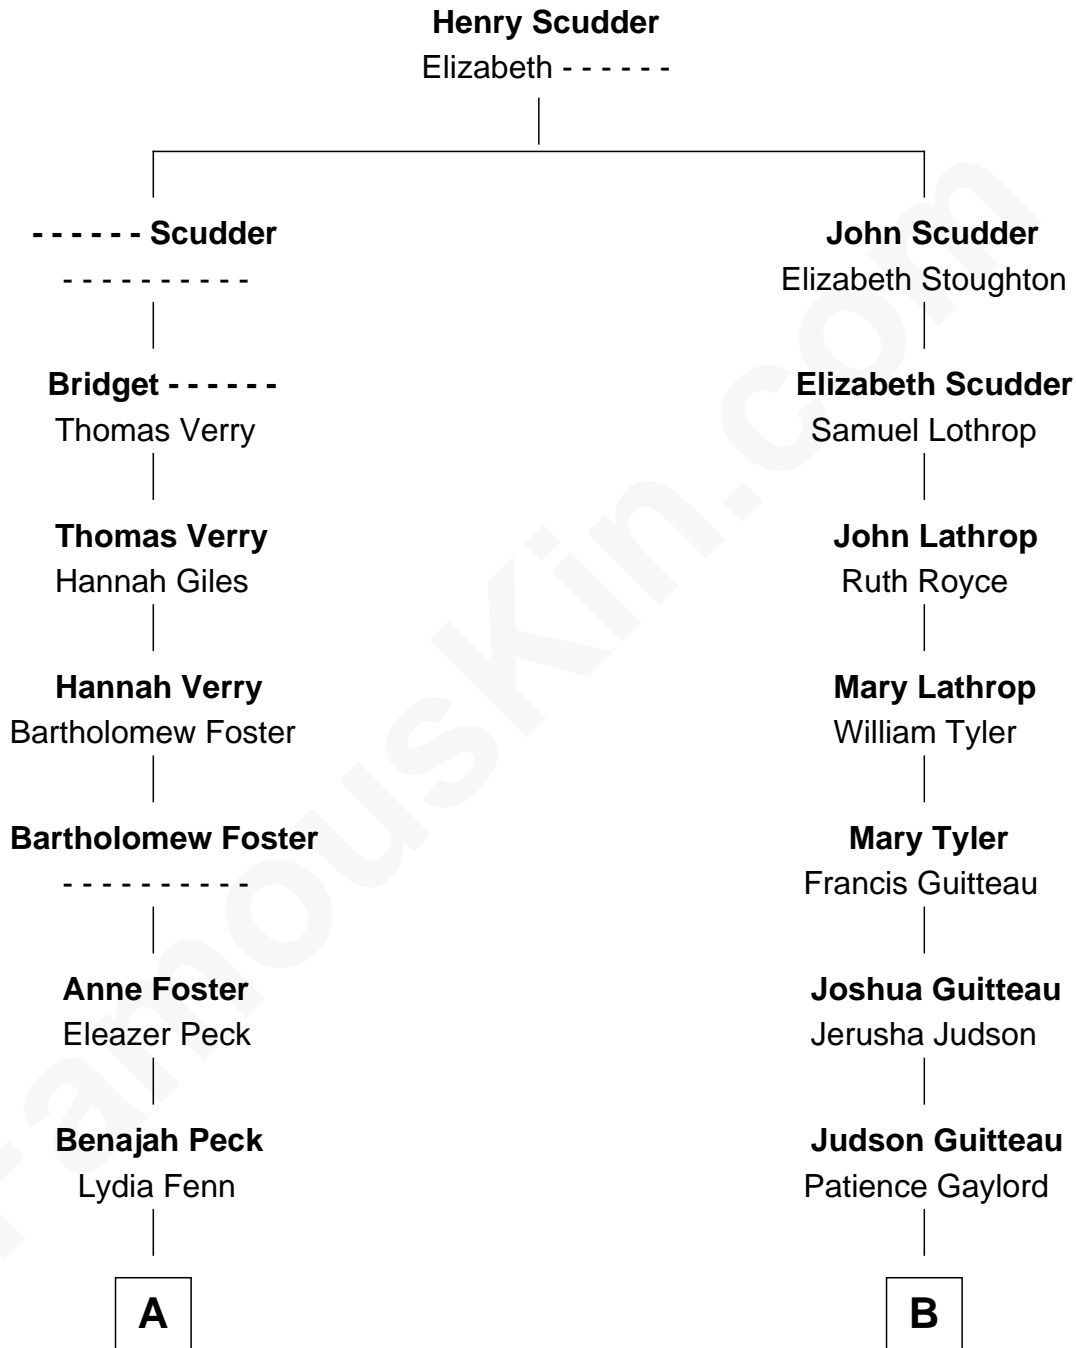 Henry Scudder
Elizabeth - - - - - -
- - - - - - Scudder
- - - - - - - - - -
John Scudder
Elizabeth Stoughton
Bridget - - - - - -
Thomas Verry
Elizabeth Scudder
Samuel Lothrop
Thomas Verry
Hannah Giles
John Lathrop
Ruth Royce
Hannah Verry
Bartholomew Foster
Mary Lathrop
William Tyler
Bartholomew Foster
- - - - - - - - - -
Mary Tyler
Francis Guitteau
Anne Foster
Eleazer Peck
Joshua Guitteau
Jerusha Judson
Benajah Peck
Lydia Fenn
Judson Guitteau
Patience Gaylord
A
B
FamousKin.com